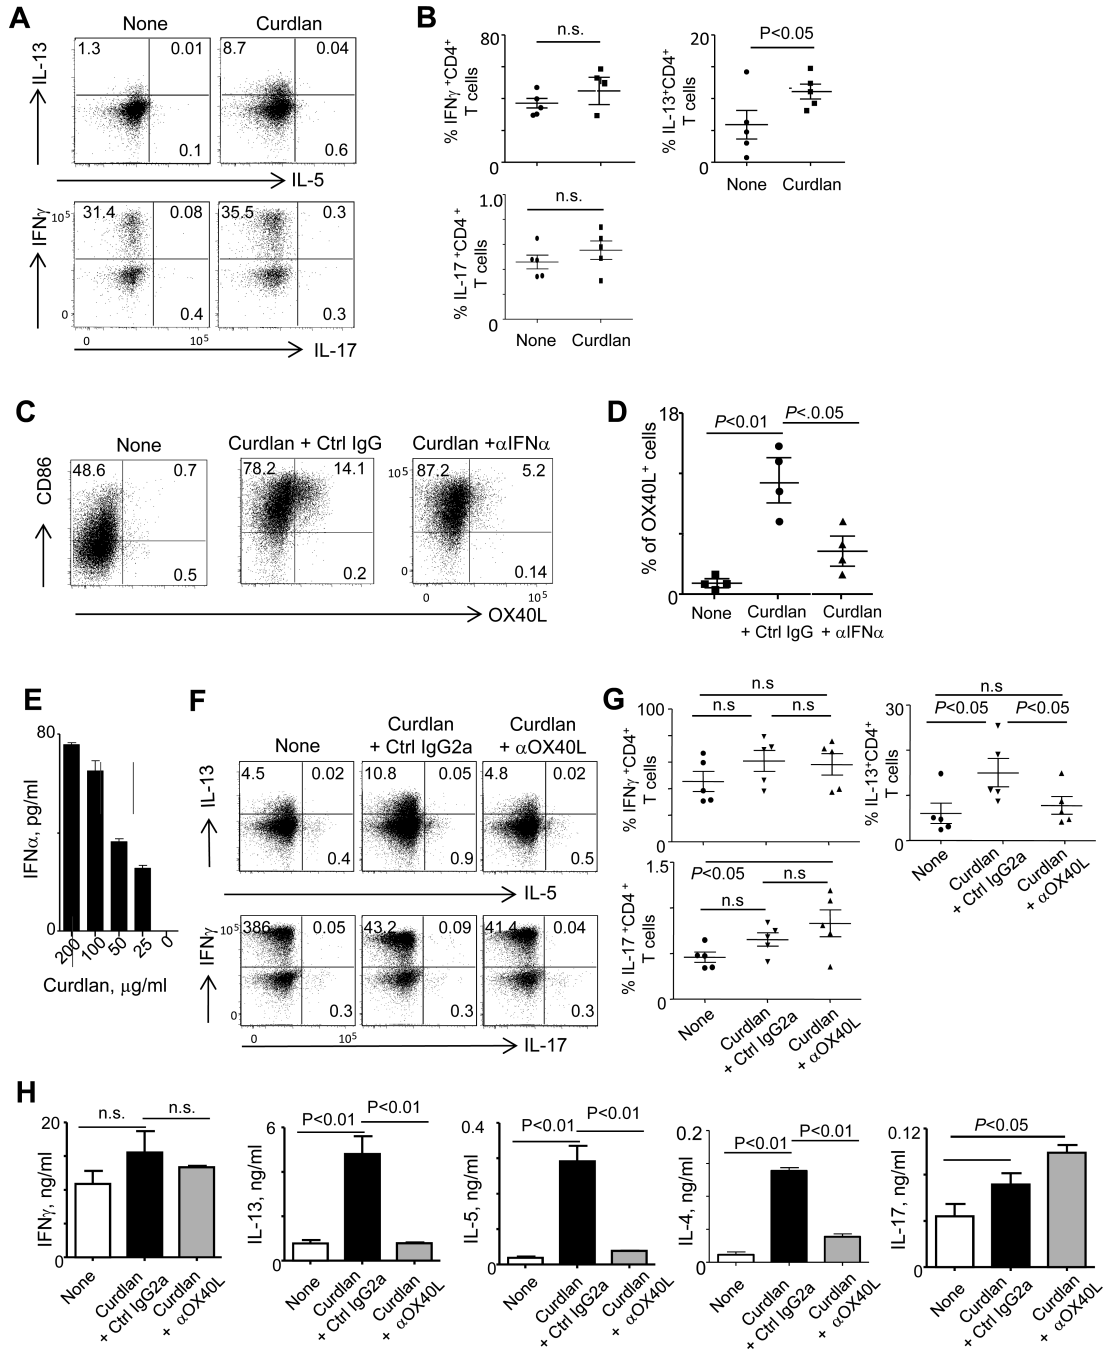 A
None
Curdlan
IL-13
1.3
0.01
0.1
8.7
0.04
0.6
IL-5
IFNγ
10⁵
0
31.4
0.08
0.4
35.5
0.3
0.3
0
10⁵
IL-17
B
80
0
% IFNγ ⁺CD4⁺
T cells
n.s.
20
0
% IL-13⁺CD4⁺
T cells
P<0.05
None
Curdlan
1.0
0
% IL-17 ⁺CD4 ⁺
T cells
n.s.
None
Curdlan
C
None
Curdlan + Ctrl IgG
Curdlan +αIFNα
CD86
48.6
0.7
0.5
78.2
14.1
0.2
10⁵
0
87.2
5.2
0.14
0
10⁵
OX40L
D
18
0
% of OX40L⁺ cells
P<0.01
P<.0.05
None
Curdlan
+ Ctrl IgG
Curdlan
+ αIFNα
E
80
0
IFNα, pg/ml
200
100
50
25
0
Curdlan, μg/ml
F
None
Curdlan
+ Ctrl IgG2a
Curdlan
+ αOX40L
IL-13
4.5
0.02
0.4
10.8
0.05
0.9
4.8
0.02
0.5
IL-5
IFNγ
10⁵
0
386
0.05
0.3
43.2
0.09
0.3
41.4
0.04
0.3
0
10⁵
IL-17
G
100
0
% IFNγ ⁺CD4⁺
T cells
n.s
n.s
n.s
30
0
% IL-13⁺CD4⁺
T cells
n.s
P<0.05
P<0.05
None
Curdlan
+ Ctrl IgG2a
Curdlan
+ αOX40L
1.5
0
% IL-17 ⁺CD4 ⁺
T cells
P<0.05
n.s
n.s
None
Curdlan
+ Ctrl IgG2a
Curdlan
+ αOX40L
H
20
0
IFNγ, ng/ml
n.s.
n.s.
None
Curdlan
+ Ctrl IgG2a
Curdlan
+ αOX40L
6
0
IL-13, ng/ml
P<0.01
P<0.01
None
Curdlan
+ Ctrl IgG2a
Curdlan
+ αOX40L
0.4
0
IL-5, ng/ml
P<0.01
P<0.01
None
Curdlan
+ Ctrl IgG2a
Curdlan
+ αOX40L
0.2
0
IL-4, ng/ml
P<0.01
P<0.01
None
Curdlan
+ Ctrl IgG2a
Curdlan
+ αOX40L
0.12
0
IL-17, ng/ml
P<0.05
None
Curdlan
+ Ctrl IgG2a
Curdlan
+ αOX40L